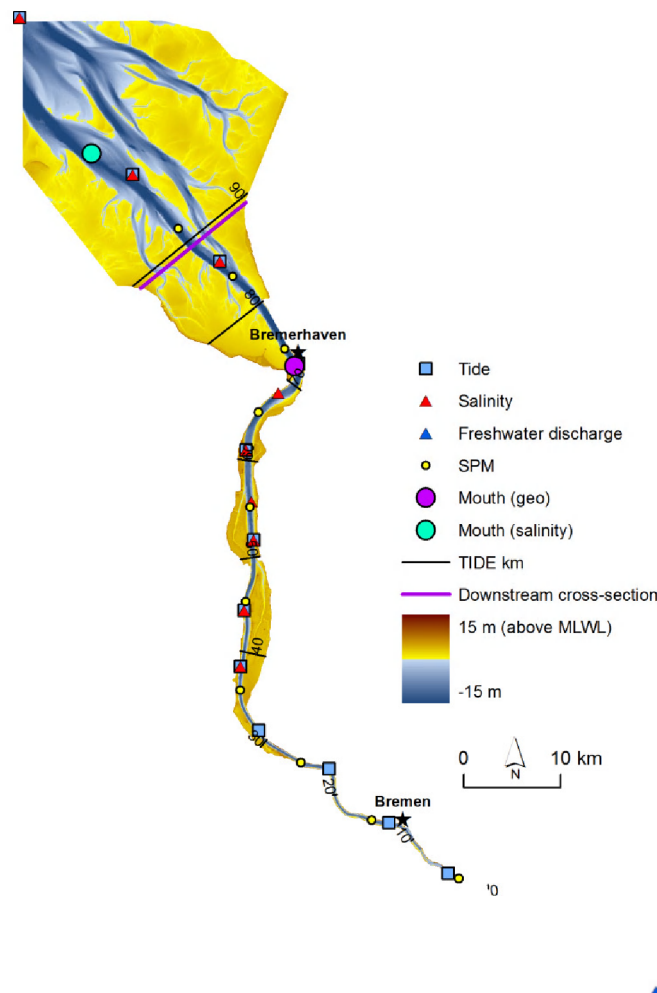 90
80
Bremerhaven
Tide
Salinity
Freshwater discharge
SPM
Mouth (geo)
Mouth (salinity)
TIDE km
Downstream cross-section
15 m (above MLWL)
-15 m
40
0 10 km
N
20
Bremen
10
'0